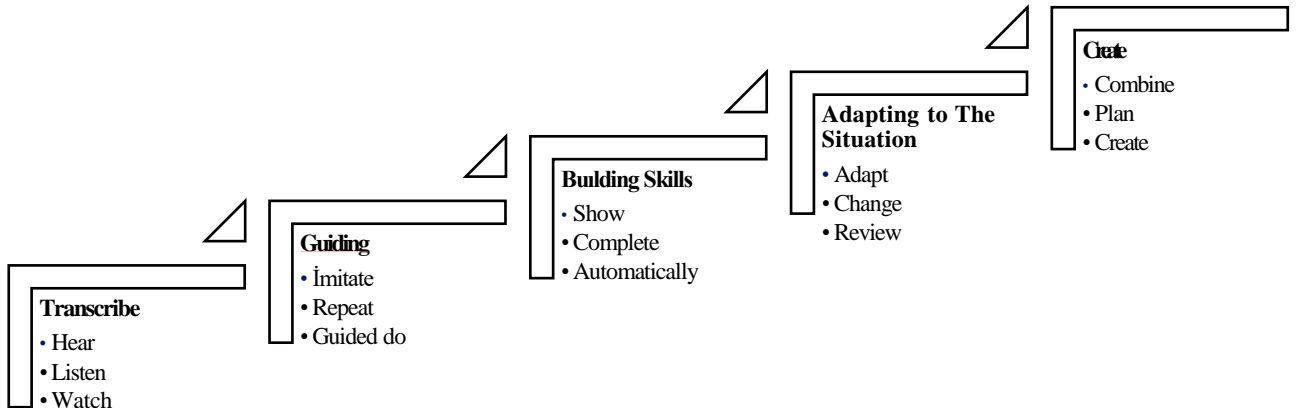 Transcribe
• Hear
• Listen
• Watch
Guiding
• İmitate
• Repeat
• Guided do
Building Skills
• Show
• Complete
• Automatically
Adapting to The
Situation
• Adapt
• Change
• Review
Create
• Combine
• Plan
• Create